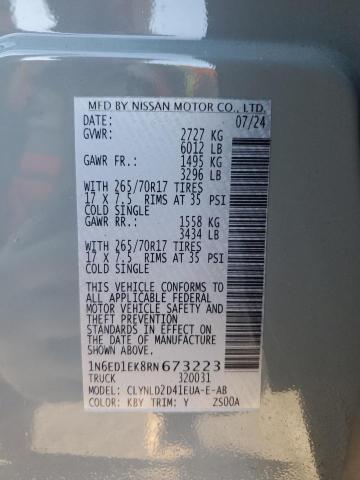 MFD BY NISSAN MOTOR CO., LTD.
DATE: 07/24
GVWR: 2727 KG
6012 LB
GAWR FR.: 1495 KG
3296 LB
WITH 265/70R17 TIRES
17 X 7.5 RIMS AT 35 PSI
COLD SINGLE
GAWR RR.: 1558 KG
3434 LB
WITH 265/70R17 TIRES
17 X 7.5 RIMS AT 35 PSI
COLD SINGLE
THIS VEHICLE CONFORMS TO
ALL APPLICABLE FEDERAL
MOTOR VEHICLE SAFETY
AND THEFT PREVENTION
STANDARDS IN EFFECT ON
THE DATE OF MANUFACTURE
SHOWN ABOVE
1N6ED1EK8RN673223
TRUCK 320031
MODEL: CLYNLD2D41EUA-E-AB
COLOR: KBY TRIM: Y ZS00A